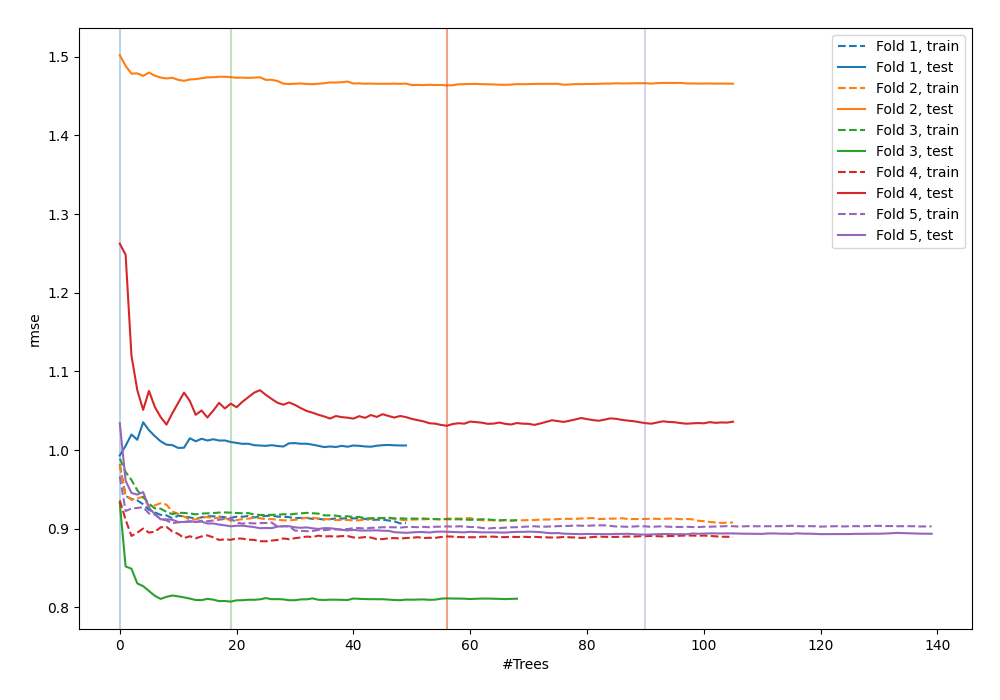 1.5
1.4
1.3
1.2
1.1
1.0
0.9
0.8
rmse
0
20
40
60
80
100
120
140
#Trees
Fold 1, train
Fold 1, test
Fold 2, train
Fold 2, test
Fold 3, train
Fold 3, test
Fold 4, train
Fold 4, test
Fold 5, train
Fold 5, test